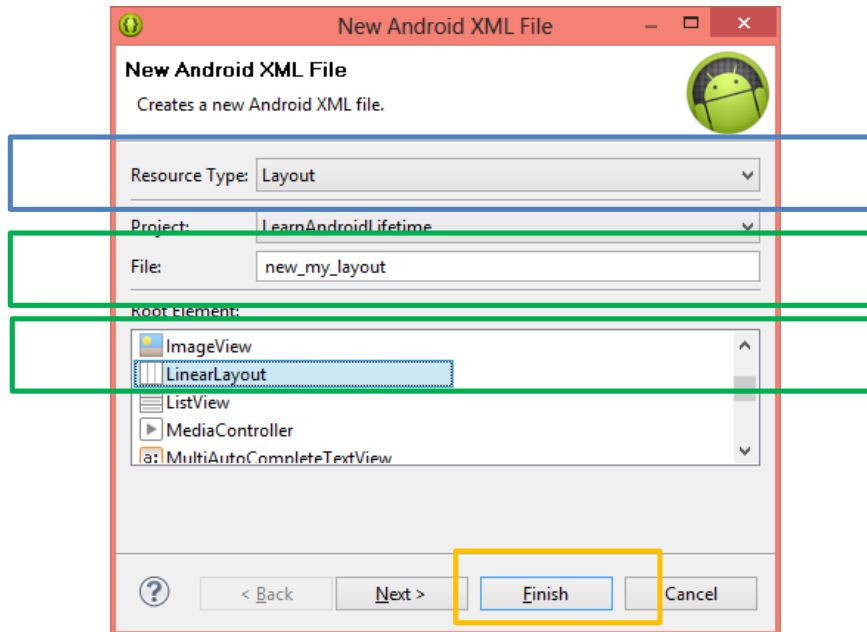 New Android XML File
New Android XML File
Creates a new Android XML file.
Resource Type: Layout
Project: LearnAndroidLifetime
File: new_my_layout
Root Element:
ImageView
LinearLayout
ListView
MediaController
a: MultiAutoCompleteTextView
? < Back Next > Finish Cancel